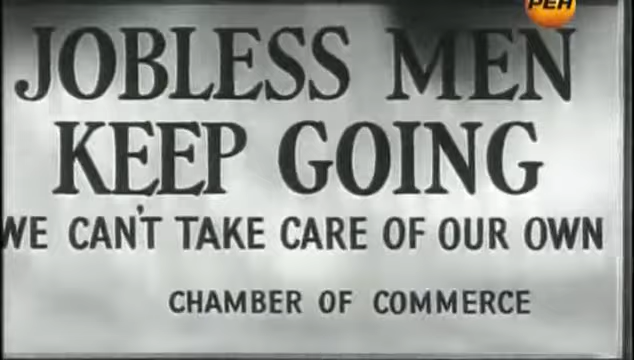 РЕН
JOBLESS MEN
KEEP GOING
WE CAN'T TAKE CARE OF OUR OWN
CHAMBER OF COMMERCE